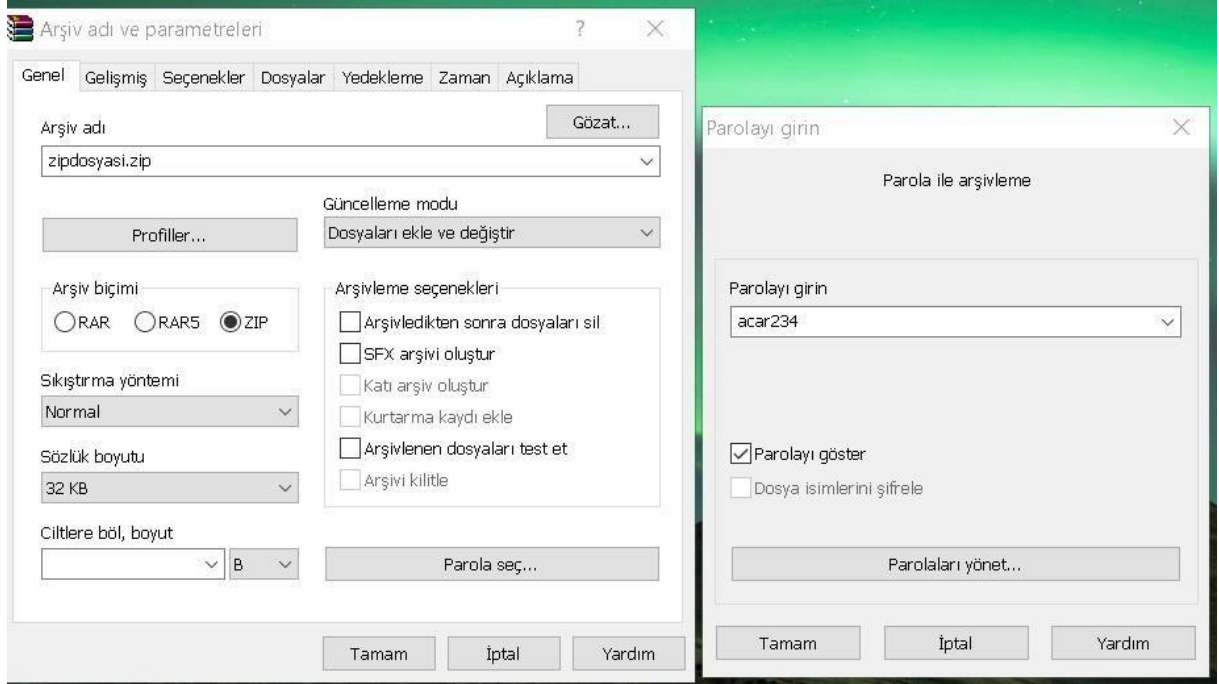 Arşiv adı ve parametreleri
Genel Gelişmiş Seçenekler Dosyalar Yedekleme Zaman Açıklama
Arşiv adı
Gözat...
zipdosyasi.zip
Profiller...
Güncelleme modu
Dosyaları ekle ve değiştir
Arşiv biçimi
RAR RAR5 ZIP
Sıkıştırma yöntemi
Normal
Sözlük boyutu
32 KB
Ciltlere böl, boyut
B
Arşivleme seçenekleri
Arşivledikten sonra dosyaları sil
SFX arşivi oluştur
Katı arşiv oluştur
Kurtarma kaydı ekle
Arşivlenen dosyaları test et
Arşivi kilitle
Parola seç...
Tamam İptal Yardım
Parolayı girin
Parola ile arşivleme
Parolayı girin
acar234
Parolayı göster
Dosya isimlerini şifrele
Parolaları yönet...
Tamam İptal Yardım